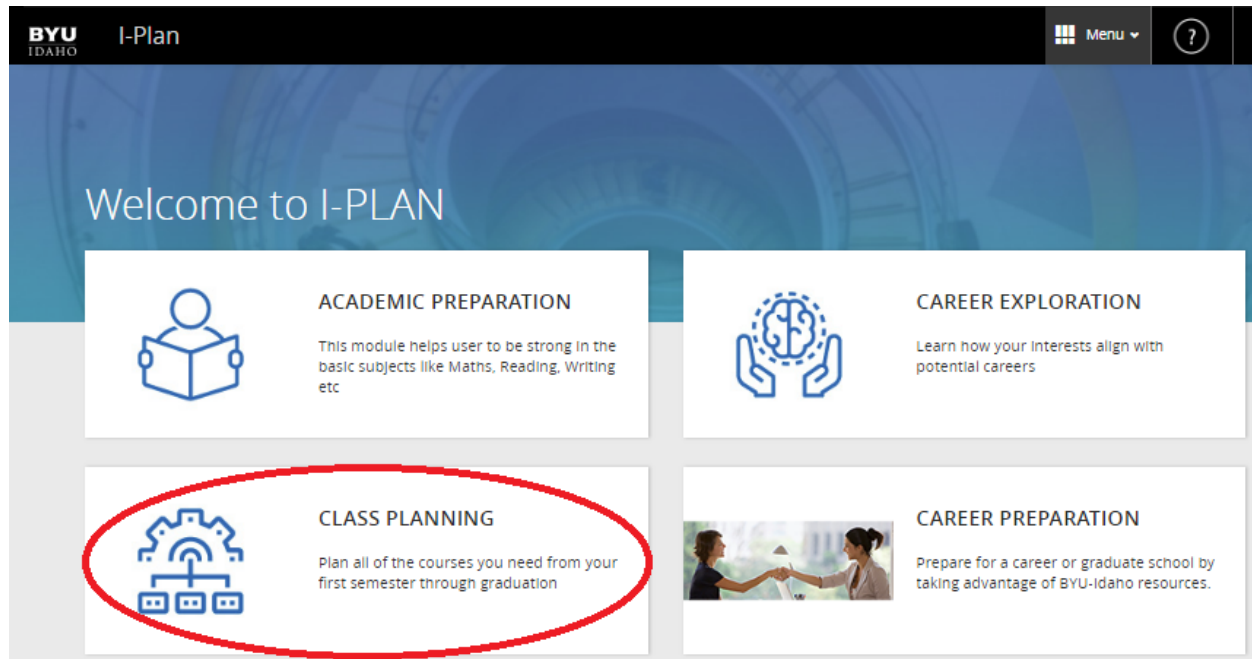 BYU
IDAHO
I-Plan
Menu
?
Welcome to I-PLAN
ACADEMIC PREPARATION
This module helps user to be strong in the
basic subjects like Maths, Reading, Writing
etc
CAREER EXPLORATION
Learn how your interests align with
potential careers
CLASS PLANNING
Plan all of the courses you need from your
first semester through graduation
CAREER PREPARATION
Prepare for a career or graduate school by
taking advantage of BYU-Idaho resources.